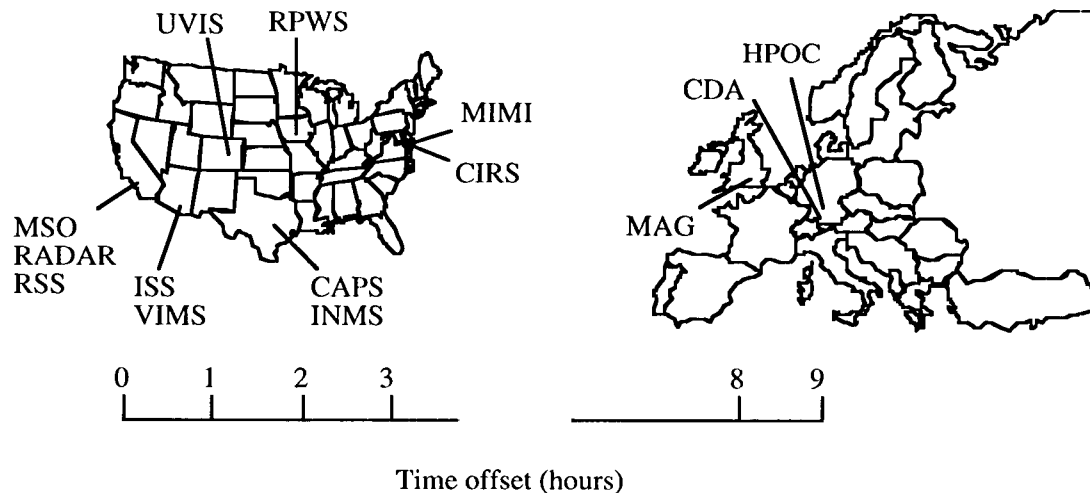 UVIS
RPWS
MIMI
CIRS
MSO
RADAR
RSS
ISS
VIMS
CAPS
INMS
HPOC
CDA
MAG
0 1 2 3 8 9
Time offset (hours)